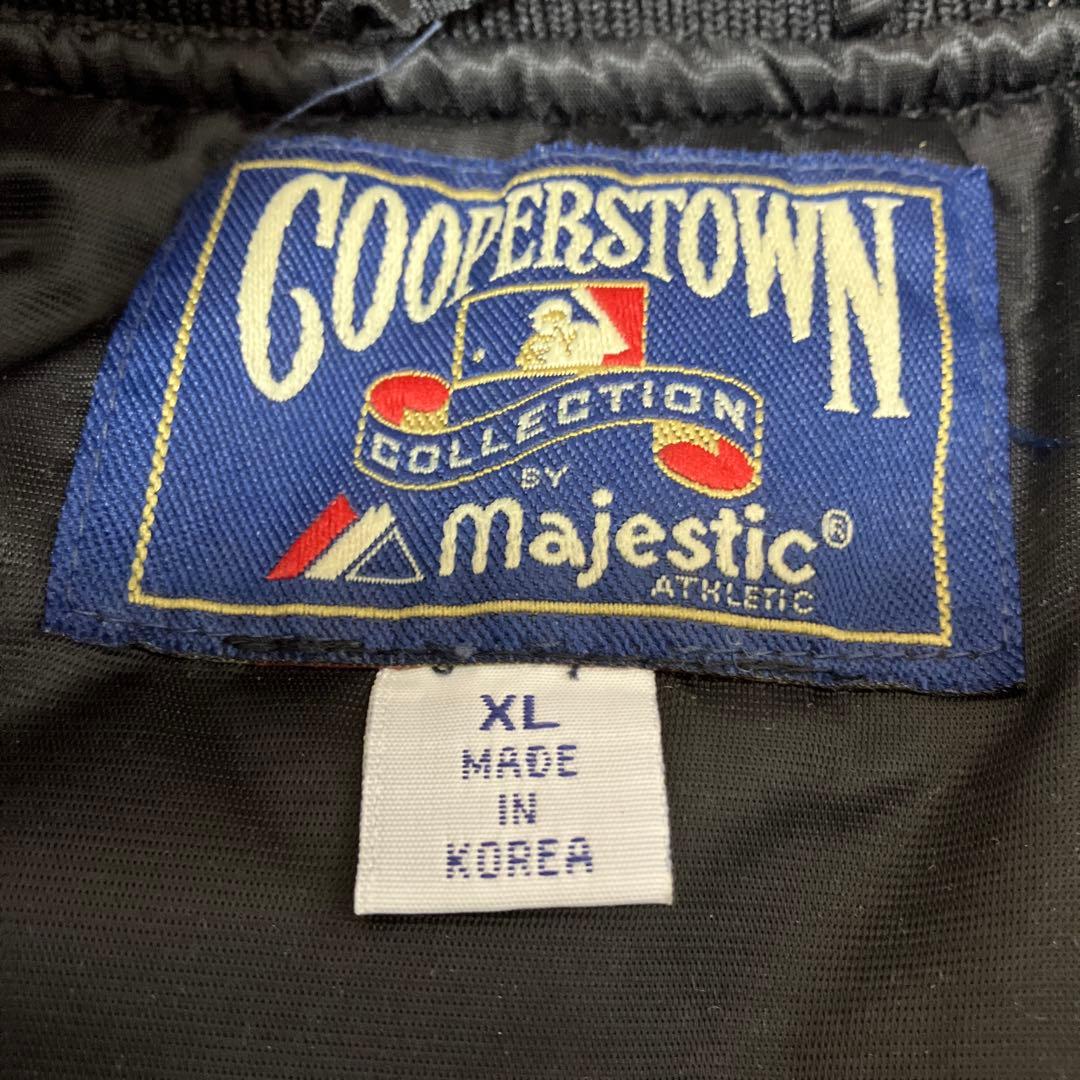 COOPERSTOWN
COLLECTION
BY
Majestic®
ATHLETIC
XL
MADE
IN
KOREA